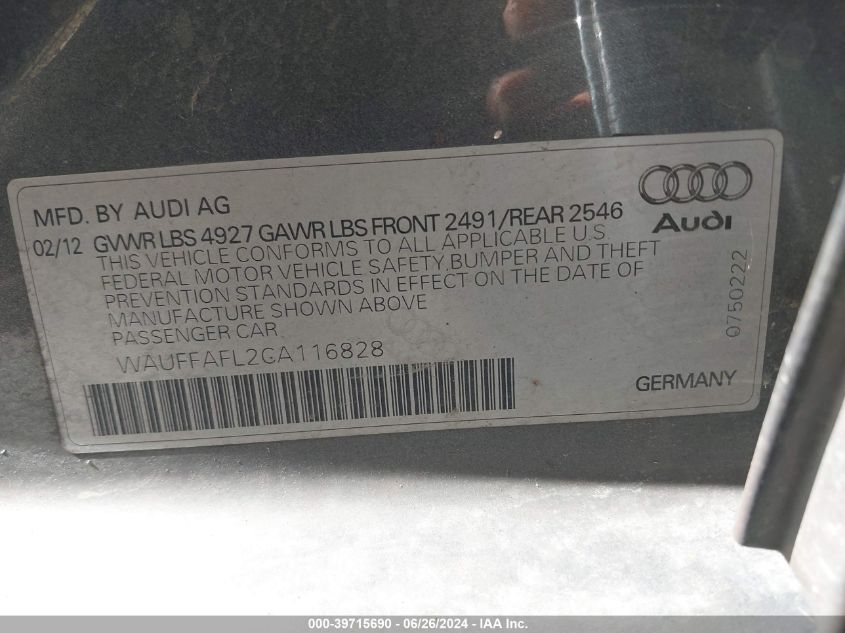 MFD. BY AUDI AG
02/12 GVWR LBS 4927 GAWR LBS FRONT 2491/REAR 2546
THIS VEHICLE CONFORMS TO ALL APPLICABLE U.S
FEDERAL MOTOR VEHICLE SAFETY,BUMPER AND THEFT
PREVENTION STANDARDS IN EFFECT ON THE DATE OF
MANUFACTURE SHOWN ABOVE
PASSENGER CAR.
WAUFFAFL2CA116828
Audi
0750222
GERMANY
000-39715690 - 06/26/2024 - IAA Inc.